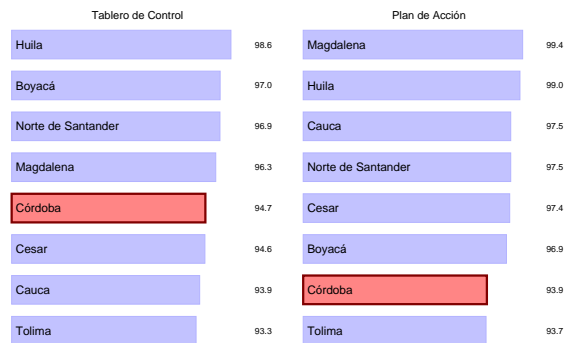 Tablero de Control
Huila 98.6
Boyacá 97.0
Norte de Santander 96.9
Magdalena 96.3
Córdoba 94.7
Cesar 94.6
Cauca 93.9
Tolima 93.3
Plan de Acción
Magdalena 99.4
Huila 99.0
Cauca 97.5
Norte de Santander 97.5
Cesar 97.4
Boyacá 96.9
Córdoba 93.9
Tolima 93.7